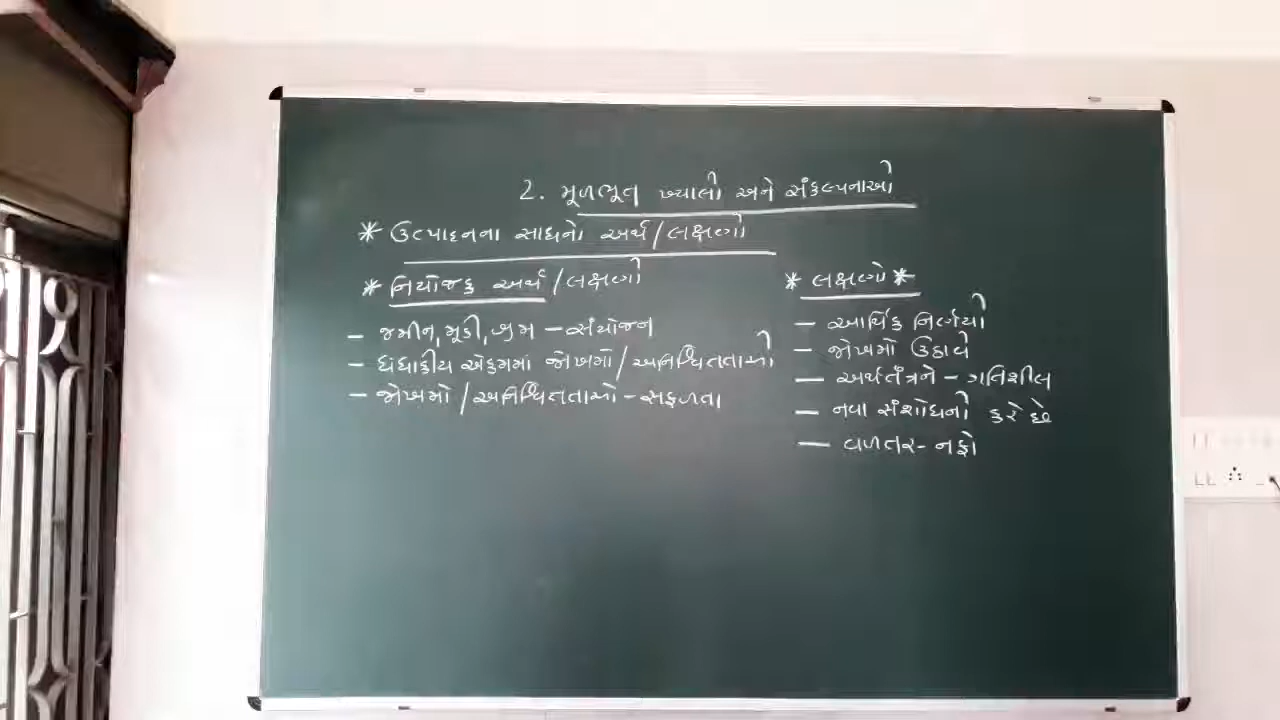 2. મૂળભૂત ખ્યાલો અને સંકલ્પનાઓ
* ઉત્પાદનના સાધનો અર્થ/લક્ષણો
* નિયોજક અર્થ/લક્ષણો
– જમીન, મૂડી, શ્રમ – સંયોજન
– ધંધાકીય એકમમાં જોખમો/અનિશ્ચિતતાઓ
– જોખમો/અનિશ્ચિતતાઓ – સફળતા
* લક્ષણો *
– આર્થિક નિર્ણયો
– જોખમો ઉઠાવે
– અર્થતંત્રને – ગતિશીલ
– નવા સંશોધનો કરે છે
– વળતર – નફો